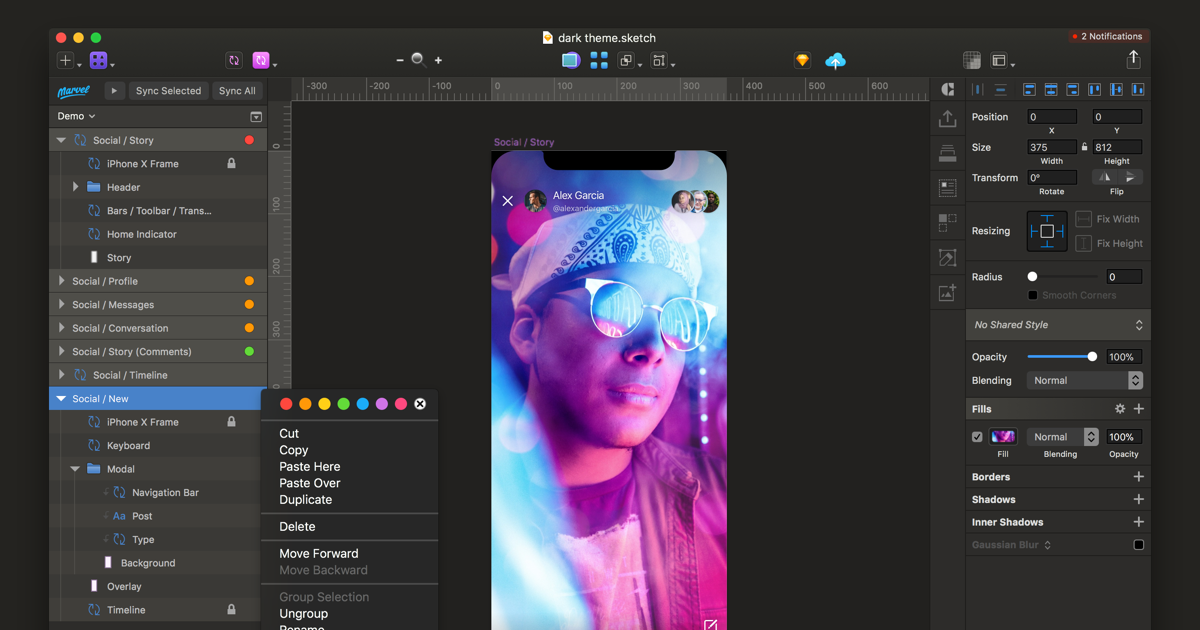 dark theme.sketch
2 Notifications
Marvel
Sync Selected
Sync All
Demo
Social / Story
iPhone X Frame
Header
Bars / Toolbar / Trans...
Home Indicator
Story
Social / Profile
Social / Messages
Social / Conversation
Social / Story (Comments)
Social / Timeline
Social / New
iPhone X Frame
Keyboard
Modal
Navigation Bar
Aa Post
Type
Background
Overlay
Timeline
Cut
Copy
Paste Here
Paste Over
Duplicate
Delete
Move Forward
Move Backward
Group Selection
Ungroup
Rename
-300 -200 -100 0 100 200 300 400 500 600
0
100
200
300
Social / Story
Alex Garcia
@alexandergarcia
Position 0 0
X Y
Size 375 812
Width Height
Transform 0°
Rotate Flip
Resizing
Fix Width
Fix Height
Radius 0
Smooth Corners
No Shared Style
Opacity 100%
Blending Normal
Fills
Normal 100%
Fill Blending Opacity
Borders
Shadows
Inner Shadows
Gaussian Blur